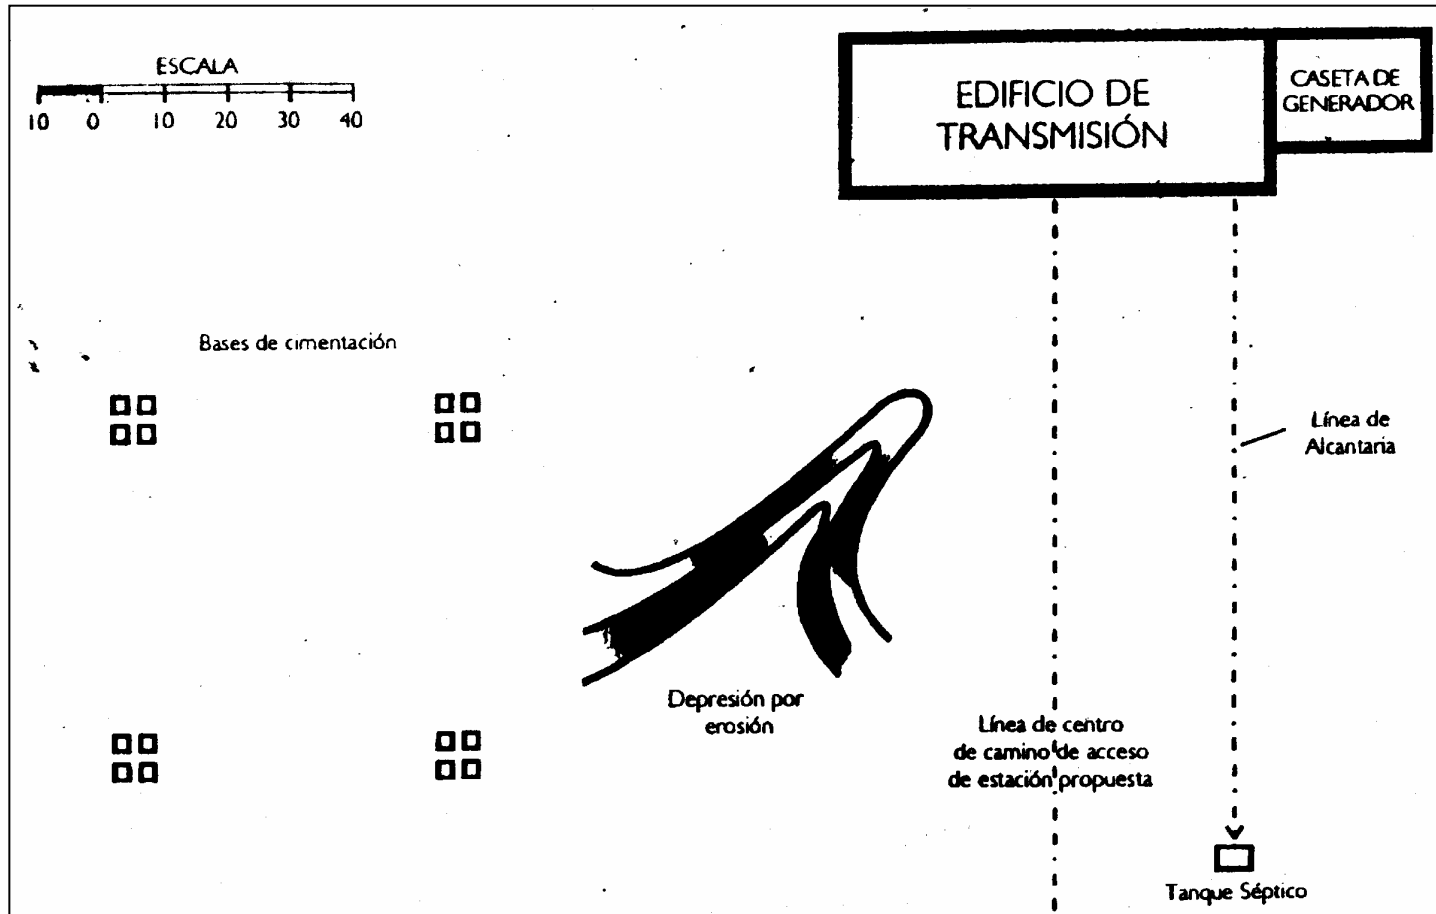 ESCALA
10 0 10 20 30 40
EDIFICIO DE
TRANSMISIÓN
CASETA DE
GENERADOR
Bases de cimentación
Línea de
Alcantaria
Depresión por
erosión
Línea de centro
de camino de acceso
de estación propuesta
Tanque Séptico